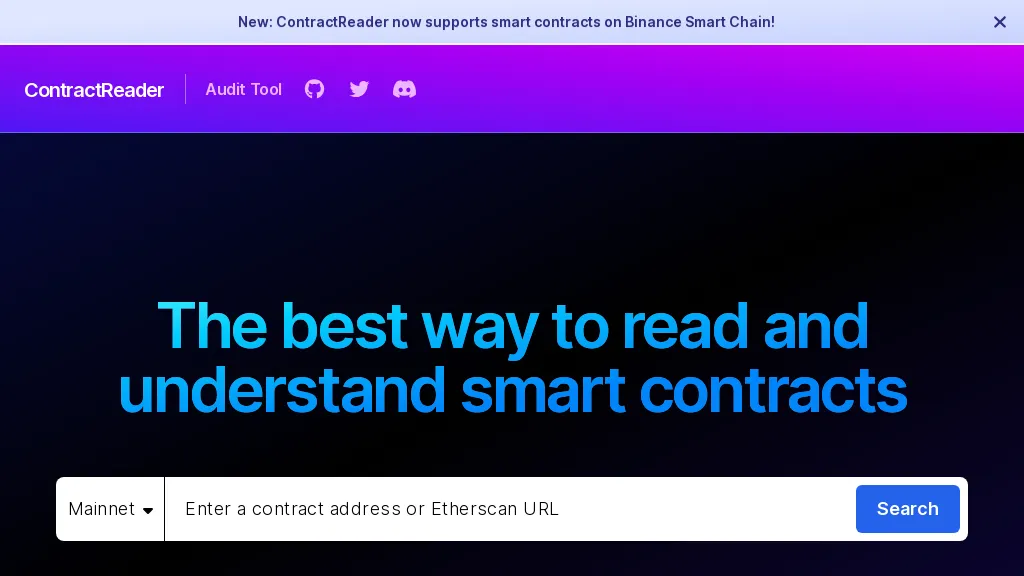 New: ContractReader now supports smart contracts on Binance Smart Chain!
ContractReader
Audit Tool
The best way to read and
understand smart contracts
Mainnet
Enter a contract address or Etherscan URL
Search